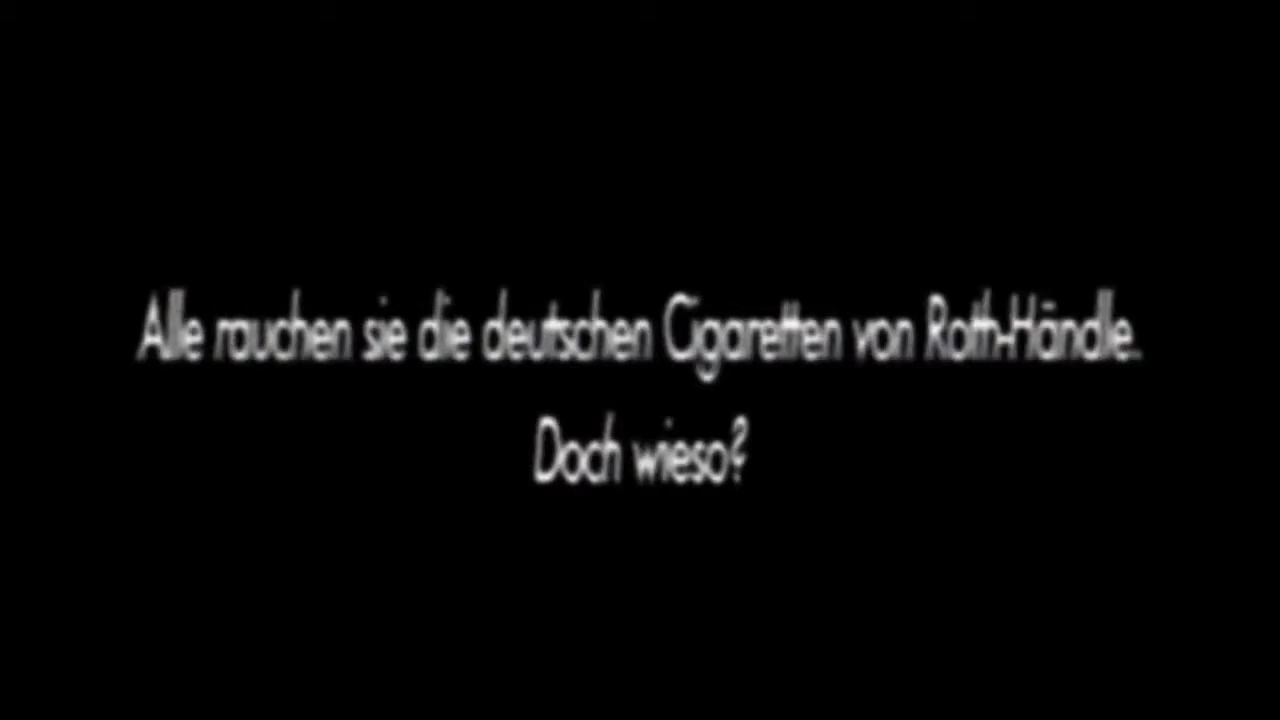 Alle rauchen sie die deutschen Cigaretten von Roth-Händle.
Doch wieso?